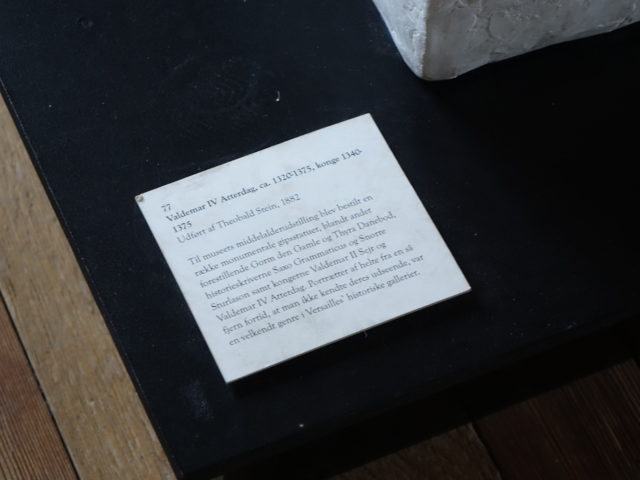 77
Valdemar IV Atterdag, ca. 1320-1375, konge 1340-
1375
Udført af Theobald Stein, 1882
Til museets middelalderudstilling blev bestilt en
række monumentale gipsstatuer, blandt andet
forestillende Gorm den Gamle og Thyra Danebod,
historieskriverne Saxo Grammaticus og Snorre
Sturlason samt kongerne Valdemar II Sejr og
Valdemar IV Atterdag. Portrætter af helte fra en så
fjern fortid, at man ikke kendte deres udseende, var
en velkendt genre i Versailles' historiske gallerier.